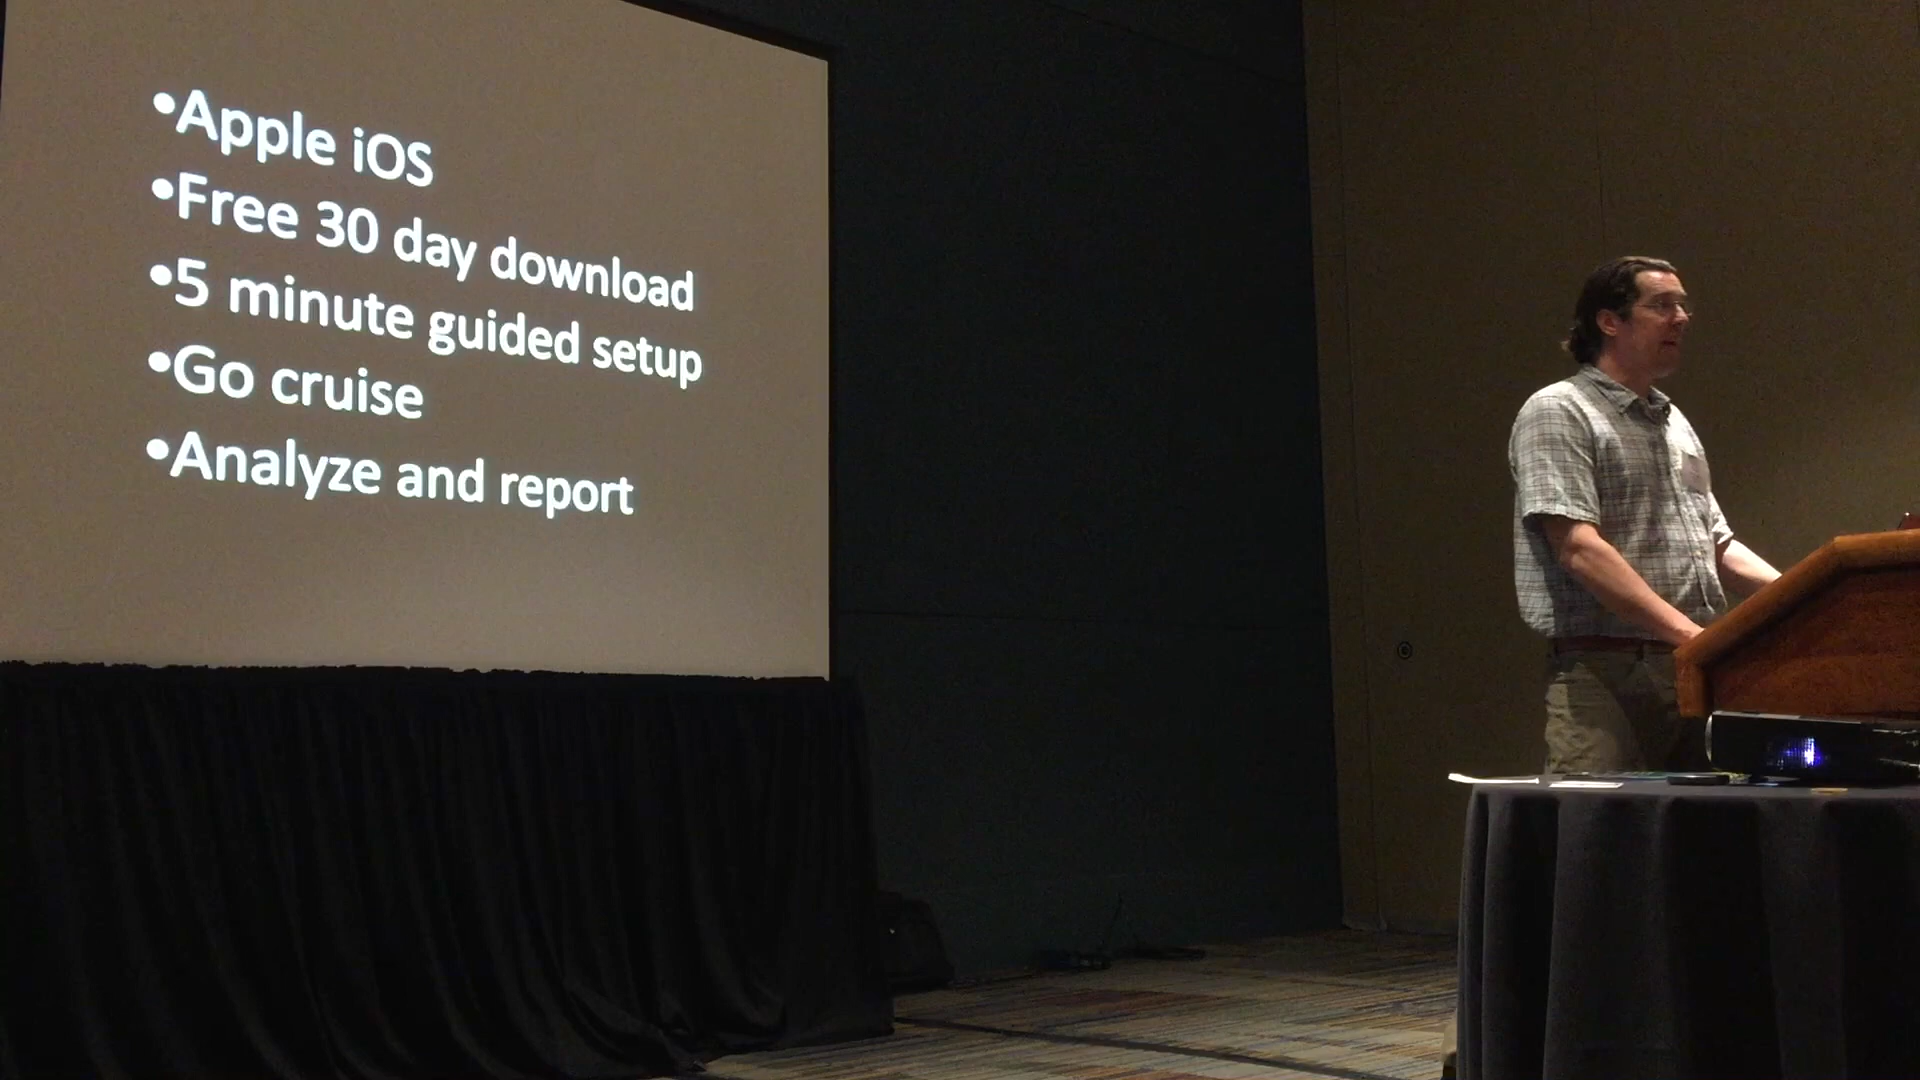 •Apple iOS
•Free 30 day download
•5 minute guided setup
•Go cruise
•Analyze and report